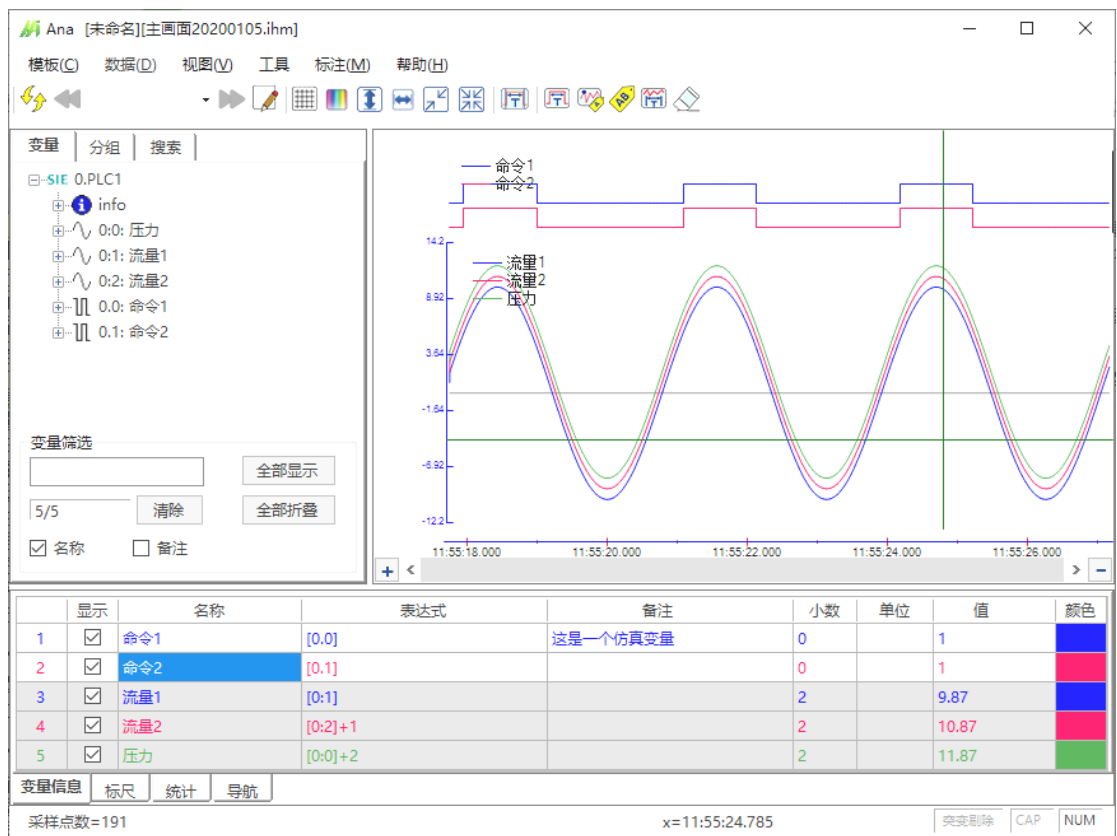 Ana [未命名][主画面20200105.ihm]
模板(C) 数据(D) 视图(V) 工具 标注(M) 帮助(H)
变量 分组 搜索
SIE 0.PLC1
info
0:0: 压力
0:1: 流量1
0:2: 流量2
0.0: 命令1
0.1: 命令2
变量筛选
全部显示
5/5 清除 全部折叠
名称 备注
命令1
命令2
14.2
流量1
流量2
压力
8.92
3.64
-1.64
-6.92
-12.2
11:55:18.000 11:55:20.000 11:55:22.000 11:55:24.000 11:55:26.000
显示 名称 表达式 备注 小数 单位 值 颜色
1 命令1 [0.0] 这是一个仿真变量 0 1
2 命令2 [0.1] 0 1
3 流量1 [0:1] 2 9.87
4 流量2 [0:2]+1 2 10.87
5 压力 [0:0]+2 2 11.87
变量信息 标尺 统计 导航
采样点数=191 x=11:55:24.785 突变剔除 CAP NUM